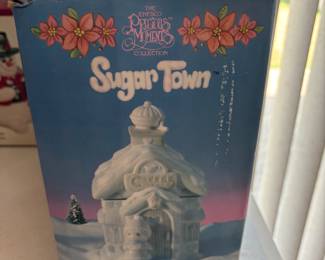 THE
ENESCO
PRECIOUS
MOMENTS
COLLECTION
Sugar Town